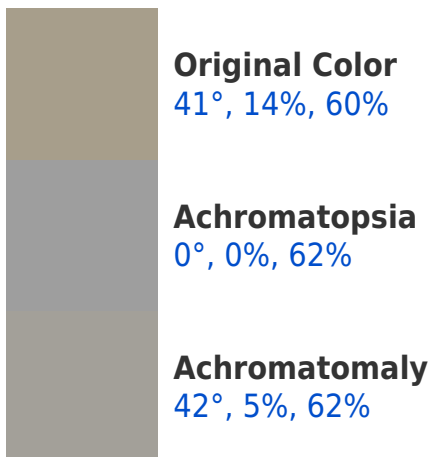 Original Color
41°, 14%, 60%
Achromatopsia
0°, 0%, 62%
Achromatomaly
42°, 5%, 62%